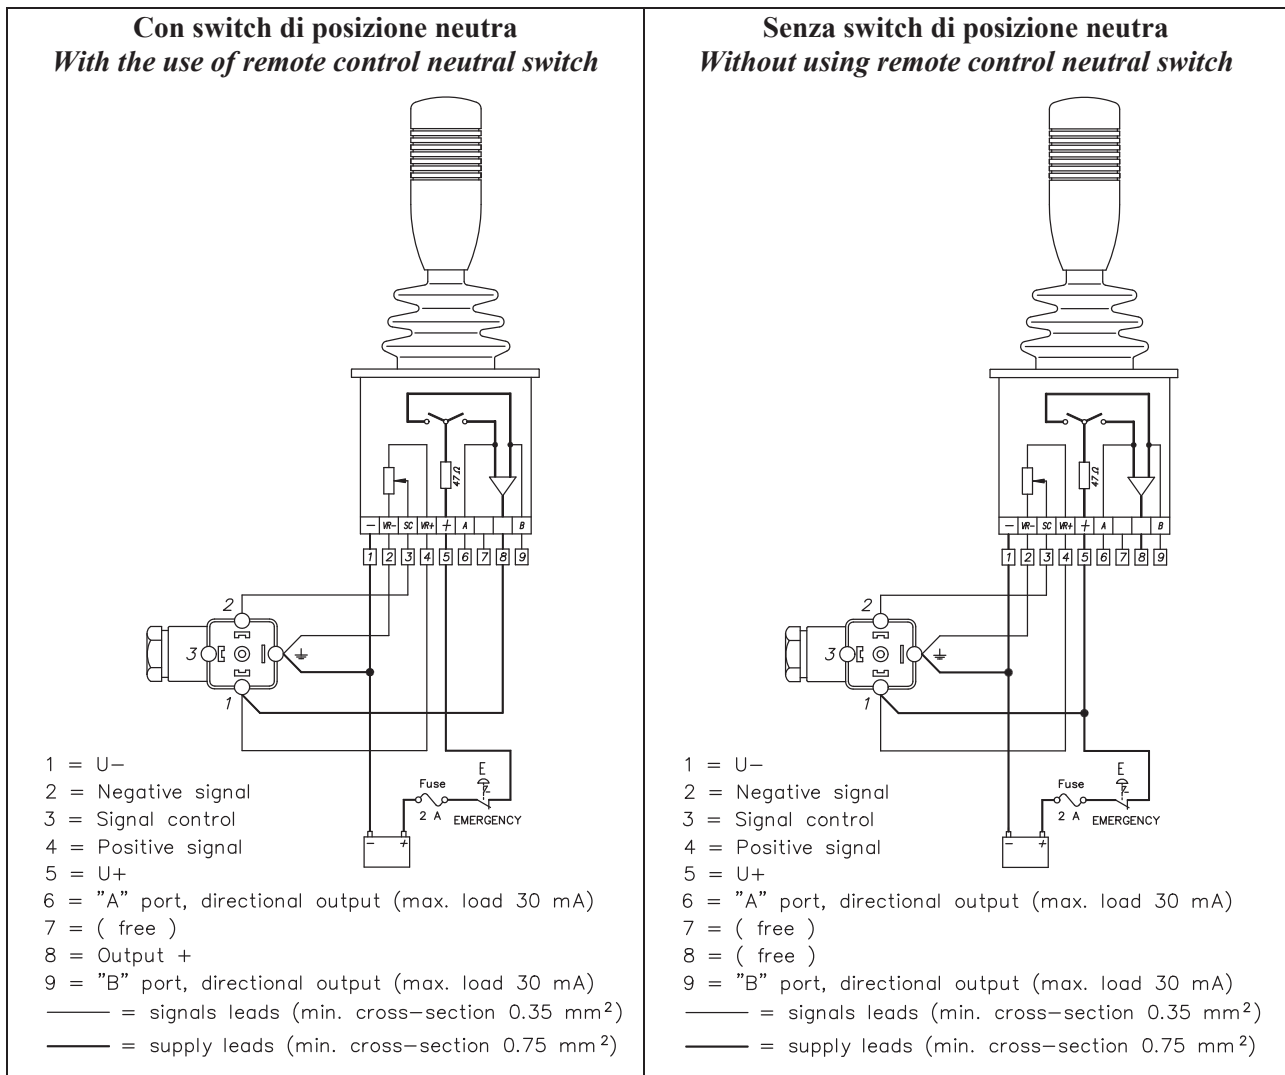 Con switch di posizione neutra
With the use of remote control neutral switch
47Ω
– VR- SC VR+ + A B
1 2 3 4 5 6 7 8 9
2
3
1
1 = U–
2 = Negative signal
3 = Signal control
4 = Positive signal
5 = U+
6 = "A" port, directional output (max. load 30 mA)
7 = ( free )
8 = Output +
9 = "B" port, directional output (max. load 30 mA)
= signals leads (min. cross–section 0.35 mm²)
= supply leads (min. cross–section 0.75 mm²)
Fuse
2 A
E
EMERGENCY
- +
Senza switch di posizione neutra
Without using remote control neutral switch
47Ω
– VR- SC VR+ + A B
1 2 3 4 5 6 7 8 9
2
3
1
1 = U–
2 = Negative signal
3 = Signal control
4 = Positive signal
5 = U+
6 = "A" port, directional output (max. load 30 mA)
7 = ( free )
8 = ( free )
9 = "B" port, directional output (max. load 30 mA)
= signals leads (min. cross–section 0.35 mm²)
= supply leads (min. cross–section 0.75 mm²)
Fuse
2 A
E
EMERGENCY
- +